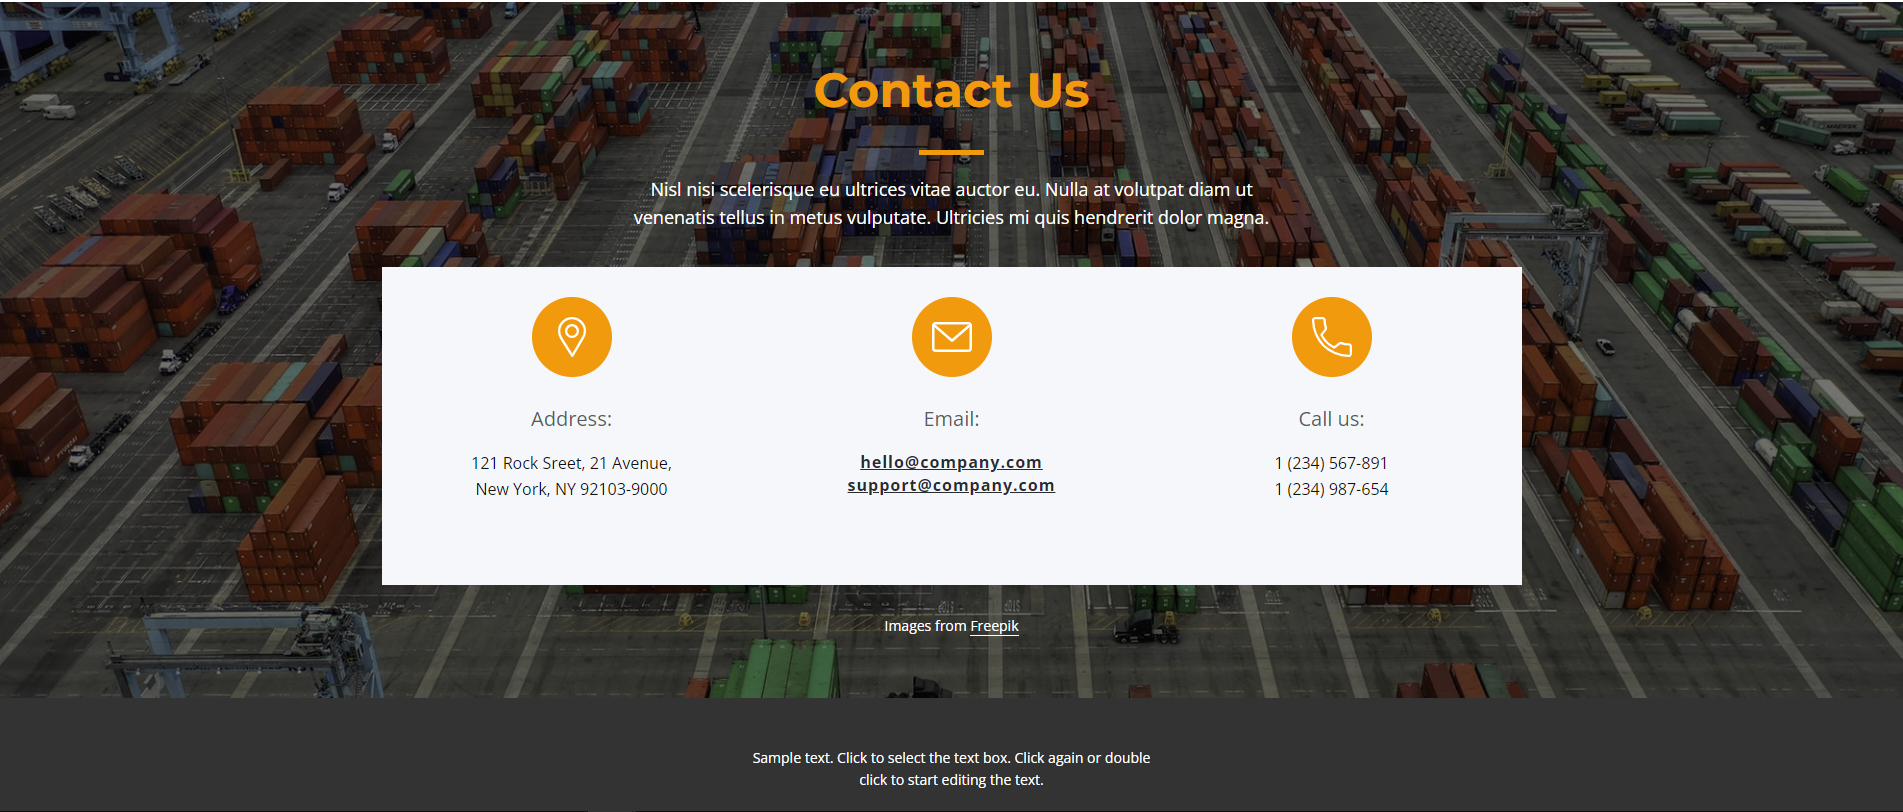 Contact Us
Nisl nisi scelerisque eu ultrices vitae auctor eu. Nulla at volutpat diam ut
venenatis tellus in metus vulputate. Ultricies mi quis hendrerit dolor magna.
Address:
121 Rock Sreet, 21 Avenue,
New York, NY 92103-9000
Email:
hello@company.com
support@company.com
Call us:
1 (234) 567-891
1 (234) 987-654
Images from Freepik
Sample text. Click to select the text box. Click again or double
click to start editing the text.